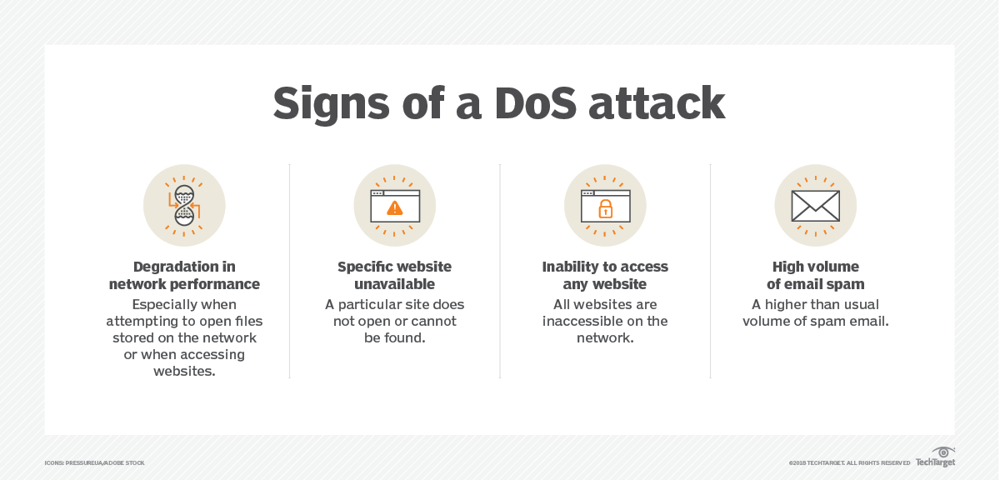 Signs of a DoS attack
Degradation in
network performance
Especially when
attempting to open files
stored on the network
or when accessing
websites.
Specific website
unavailable
A particular site does
not open or cannot
be found.
Inability to access
any website
All websites are
inaccessible on the
network.
High volume
of email spam
A higher than usual
volume of spam email.
ICONS: PRESSUREUA/ADOBE STOCK
©2018 TECHTARGET. ALL RIGHTS RESERVED
TechTarget